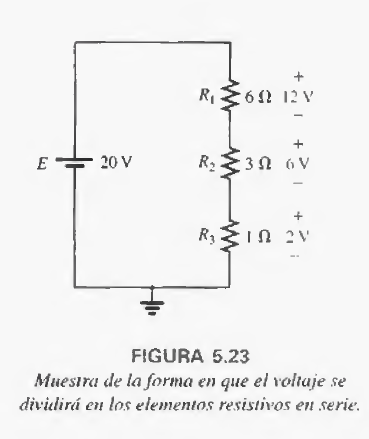 R₁ 6 Ω + 12 V −
E 20 V R₂ 3 Ω + 6 V −
R₃ 1 Ω + 2 V −
FIGURA 5.23
Muestra de la forma en que el voltaje se
dividirá en los elementos resistivos en serie.